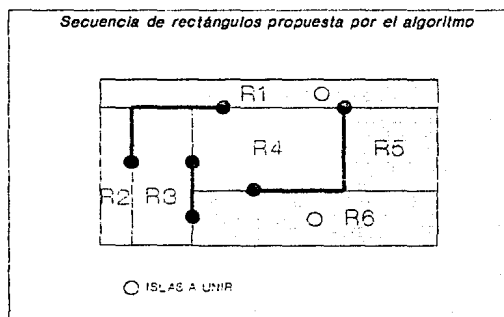 Secuencia de rectángulos propuesta por el algoritmo
R1
R4
R5
R2
R3
R6
ISLAS A UNIR